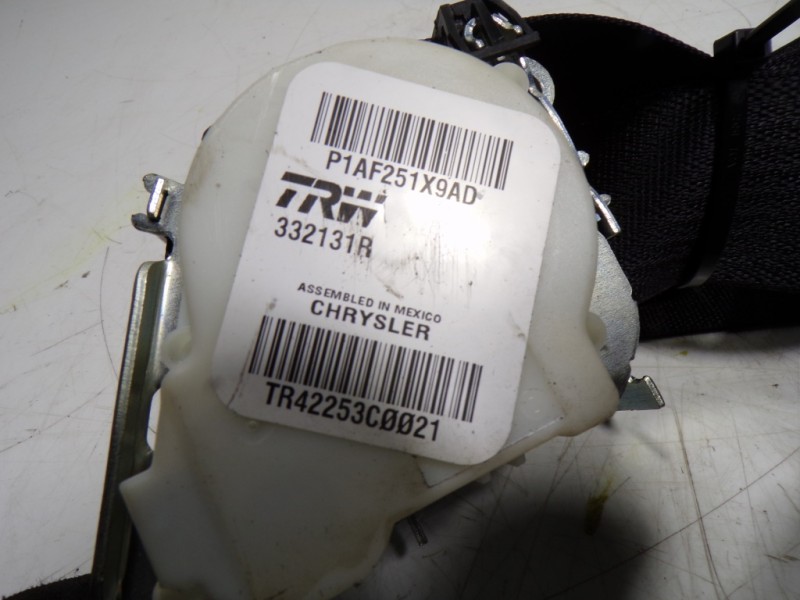 P1AF251X9AD
TRW
332131R
ASSEMBLED IN MEXICO
CHRYSLER
TR42253C0021